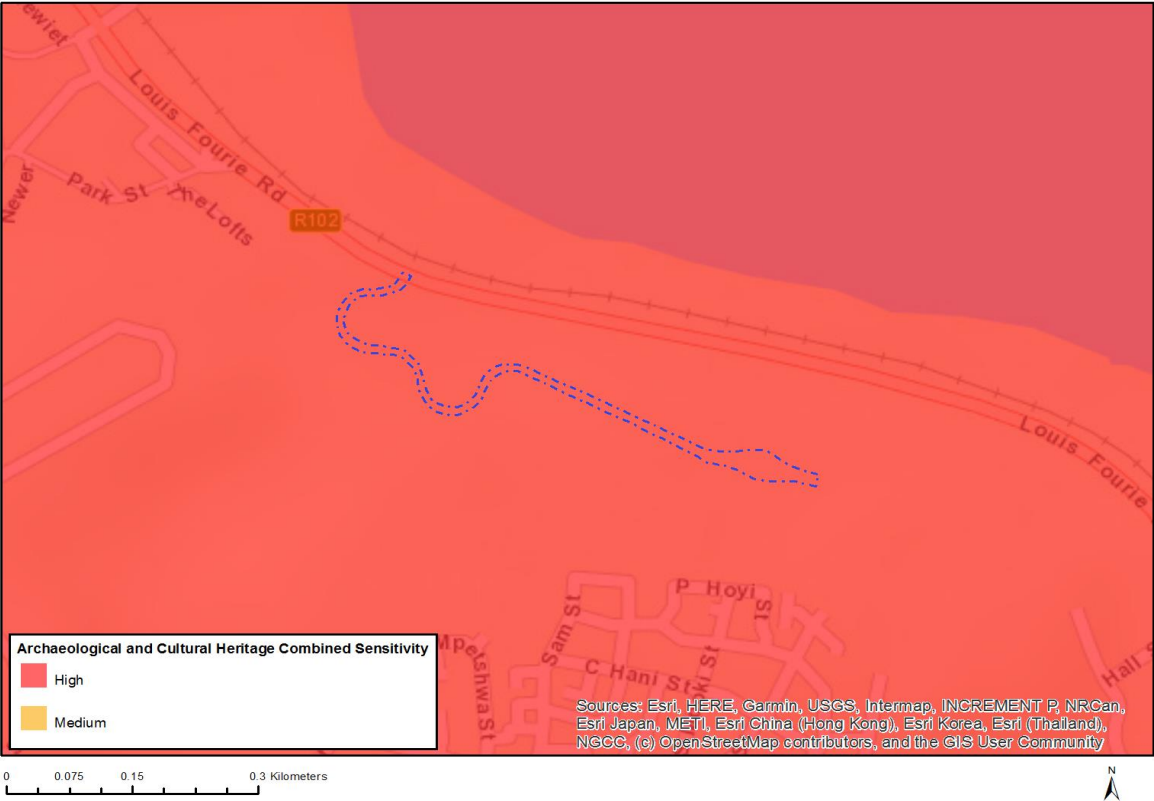 ewiet
Louis Fourie Rd
Park St
The Lofts
Newer
R102
Louis Fourie
P Hoyi St
Sam St
C Hani St
oki St
Mpetshwa St
Hall S
Archaeological and Cultural Heritage Combined Sensitivity
High
Medium
Sources: Esri, HERE, Garmin, USGS, Intermap, INCREMENT P, NRCan,
Esri Japan, METI, Esri China (Hong Kong), Esri Korea, Esri (Thailand),
NGCC, (c) OpenStreetMap contributors, and the GIS User Community
0 0.075 0.15 0.3 Kilometers
N